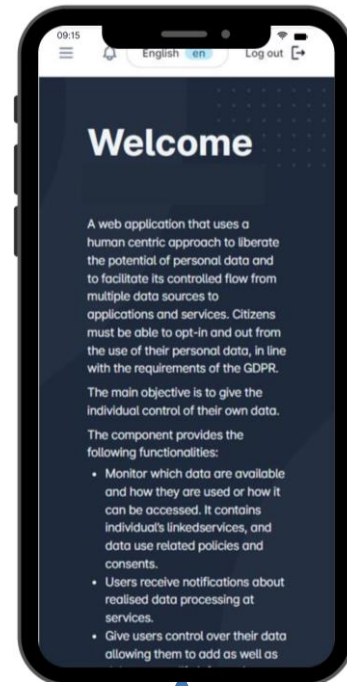 09:15
English en Log out
Welcome
A web application that uses a
human centric approach to liberate
the potential of personal data and
to facilitate its controlled flow from
multiple data sources to
applications and services. Citizens
must be able to opt-in and out from
the use of their personal data, in line
with the requirements of the GDPR.
The main objective is to give the
individual control of their own data.
The component provides the
following functionalities:
• Monitor which data are available
and how they are used or how it
can be accessed. It contains
individual's linkedservices, and
data use related policies and
consents.
• Users receive notifications about
realised data processing at
services.
• Give users control over their data
allowing them to add as well as